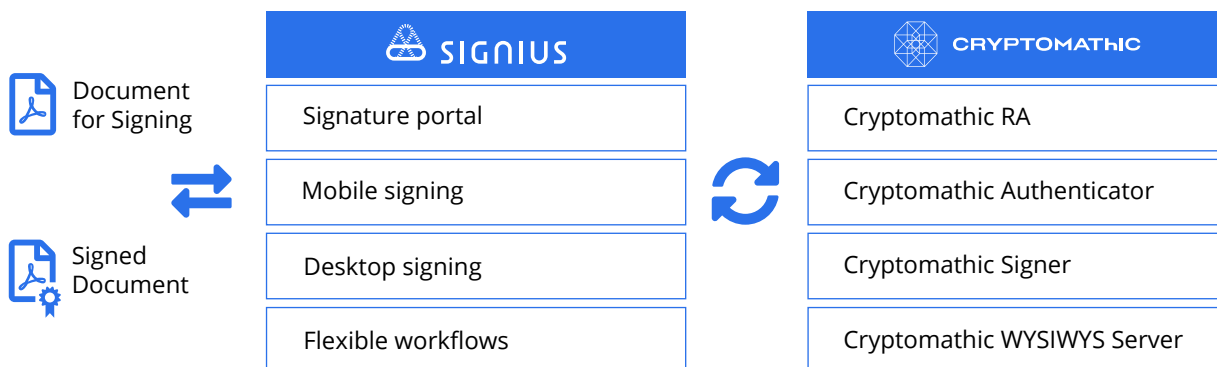 Document
for Signing
Signed
Document
SIGNIUS
Signature portal
Mobile signing
Desktop signing
Flexible workflows
CRYPTOMATHIC
Cryptomathic RA
Cryptomathic Authenticator
Cryptomathic Signer
Cryptomathic WYSIWYS Server